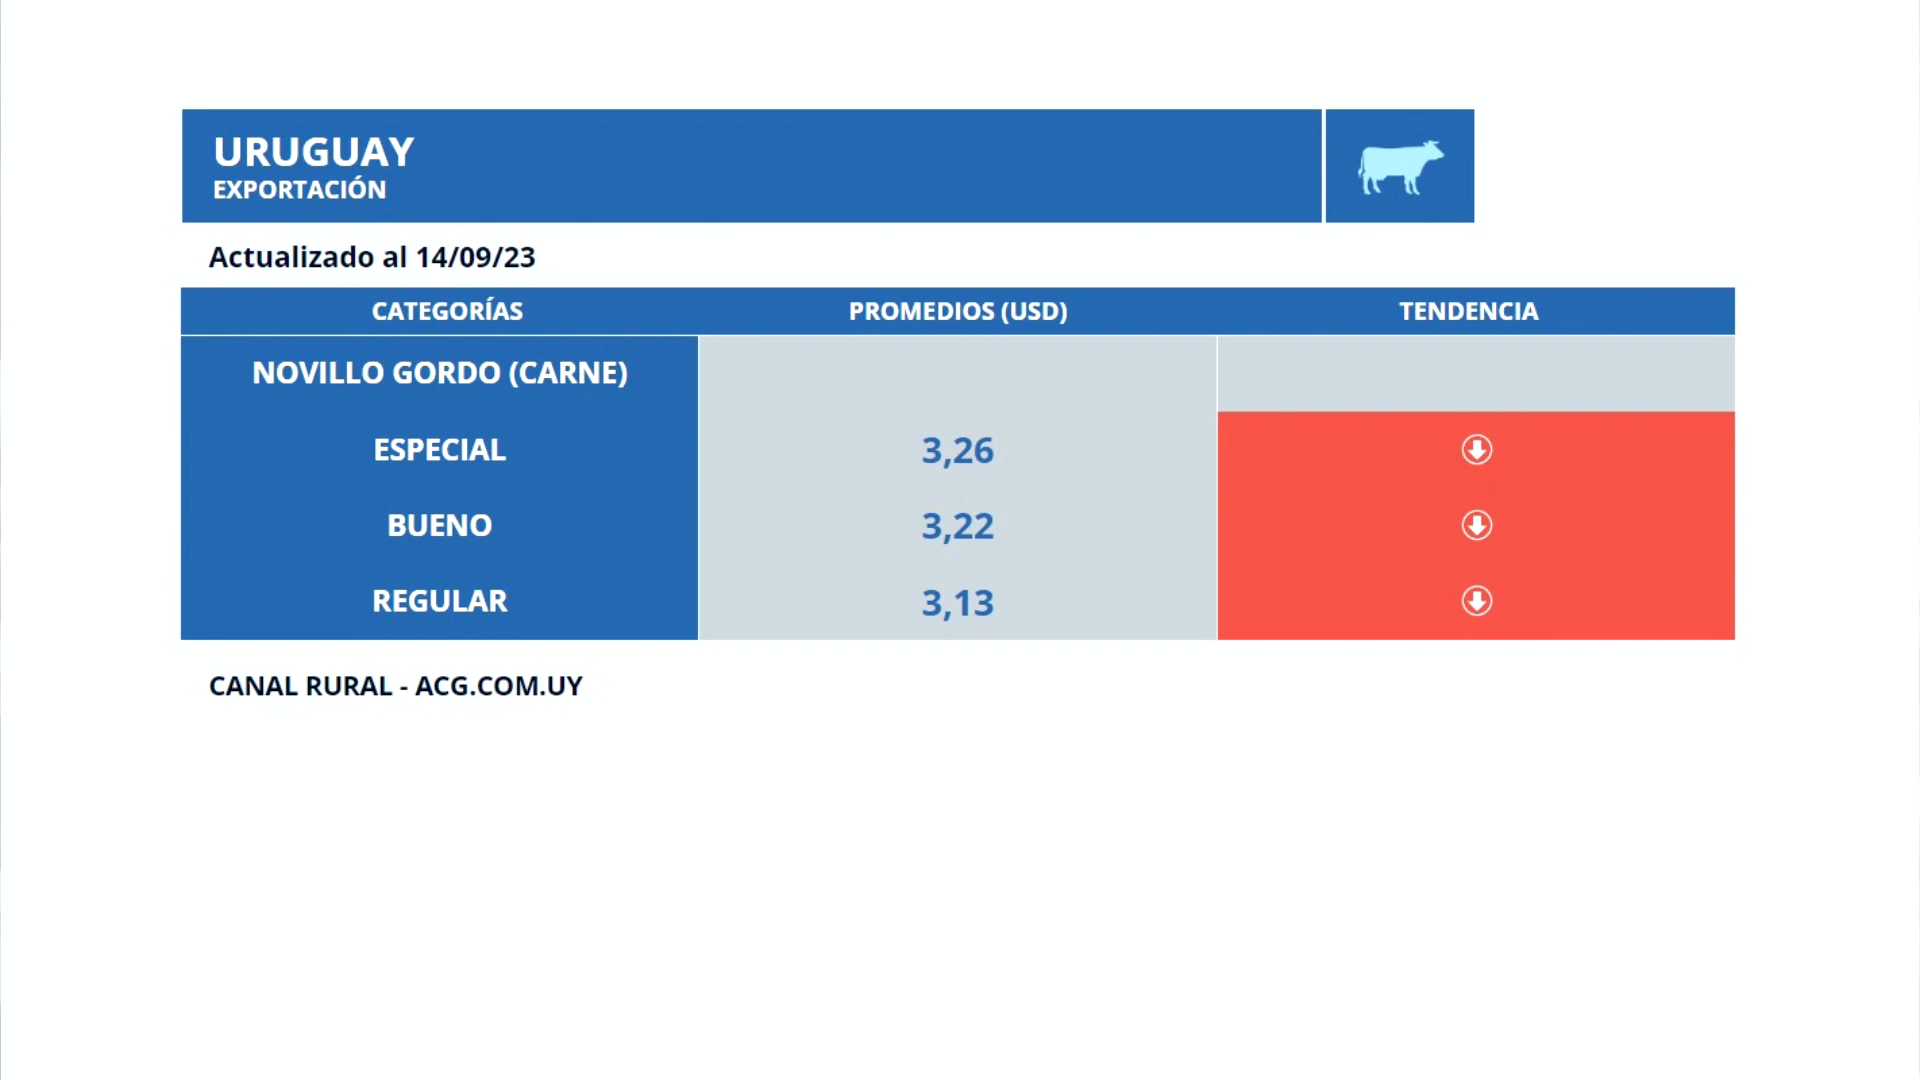 URUGUAY
EXPORTACIÓN
Actualizado al 14/09/23
CATEGORÍAS PROMEDIOS (USD) TENDENCIA
NOVILLO GORDO (CARNE)
ESPECIAL 3,26
BUENO 3,22
REGULAR 3,13
CANAL RURAL - ACG.COM.UY